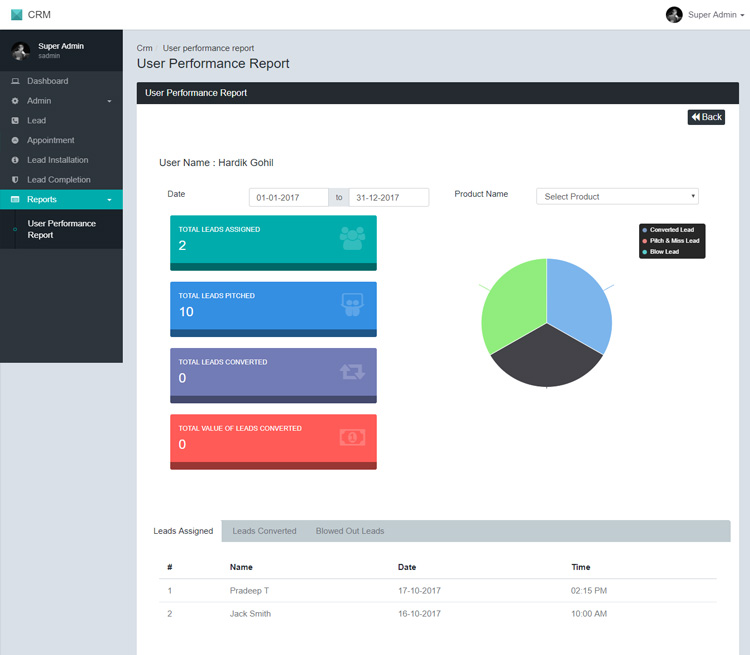 CRM
Super Admin
Super Admin
sadmin
Dashboard
Admin
Lead
Appointment
Lead Installation
Lead Completion
Reports
User Performance
Report
Crm / User performance report
User Performance Report
User Performance Report
Back
User Name : Hardik Gohil
Date 01-01-2017 to 31-12-2017 Product Name Select Product
TOTAL LEADS ASSIGNED
2
TOTAL LEADS PITCHED
10
TOTAL LEADS CONVERTED
0
TOTAL VALUE OF LEADS CONVERTED
0
Converted Lead
Pitch & Miss Lead
Blow Lead
Leads Assigned Leads Converted Blowed Out Leads
# Name Date Time
1 Pradeep T 17-10-2017 02:15 PM
2 Jack Smith 16-10-2017 10:00 AM